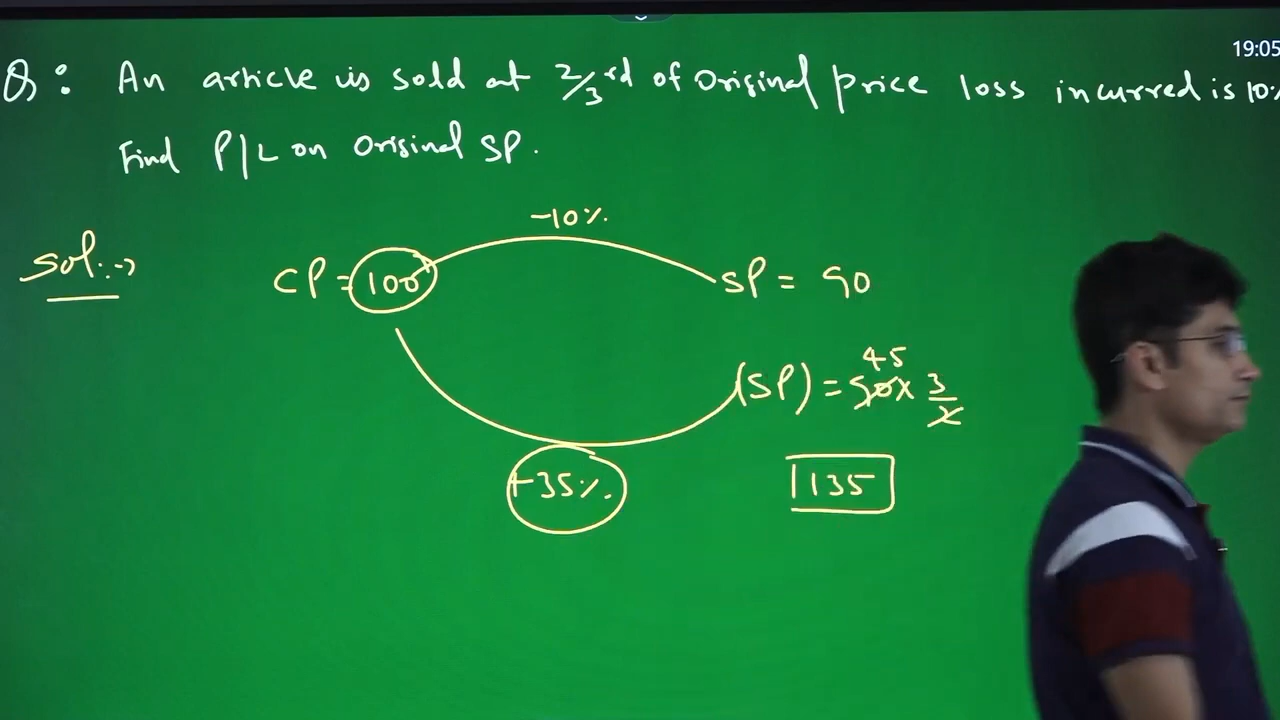 19:05
Q: An article is sold at 2/3rd of original price loss incurred is 10%
Find P/L on original SP.
Sol:→
-10%
CP = 100
SP = 90
45
(SP) = 90 x 3/2
+35%
135